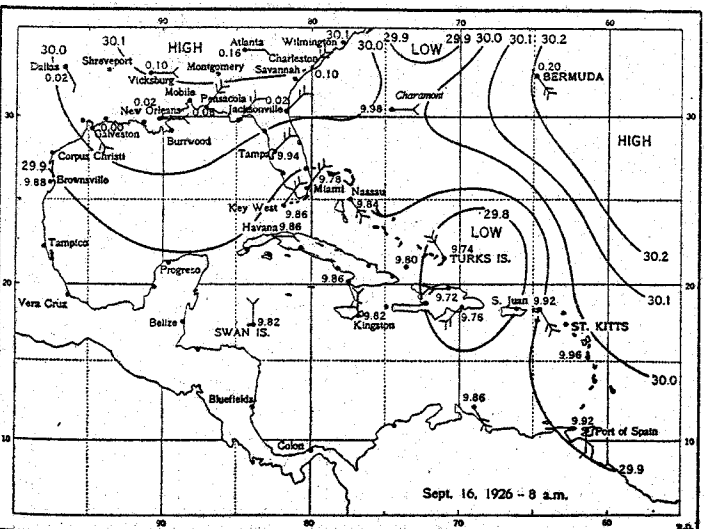 90
80
70
60
30.0
30.1
HIGH
Atlanta
0.16
Wilmington
30.1
30.0
LOW
29.9
29.9
30.0
30.1
30.2
Dallas
0.02
Shreveport
0.10
Vicksburg
Montgomery
Charleston
Savannah
0.10
0.20
BERMUDA
Mobile
Charamont
9.98
0.02
New Orleans
Pensacola
0.08
Jacksonville
0.02
30
30
0.00
Galveston
Burrwood
HIGH
Corpus Christi
Tampa
9.94
29.9
9.88
Brownsville
9.78
Miami
Nassau
9.84
Key West
9.86
Havana
9.86
29.8
LOW
9.74
TURKS IS.
9.80
30.2
Tampico
Progreso
20
20
9.86
9.72
30.1
Vera Cruz
Belize
SWAN IS.
9.82
9.82
Kingston
9.76
S. Juan
9.92
ST. KITTS
9.96
30.0
Bluefields
9.86
9.92
Port of Spain
10
10
Colon
29.9
Sept. 16, 1926 - 8 a.m.
90
80
70
60